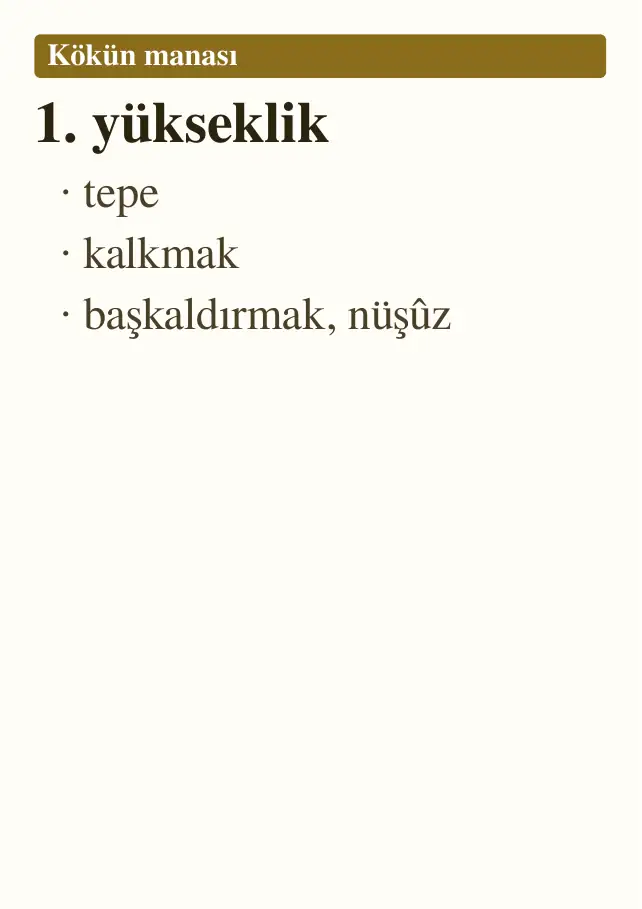 Kökün manası
1. yükseklik
· tepe
· kalkmak
· başkaldırmak, nüşûz